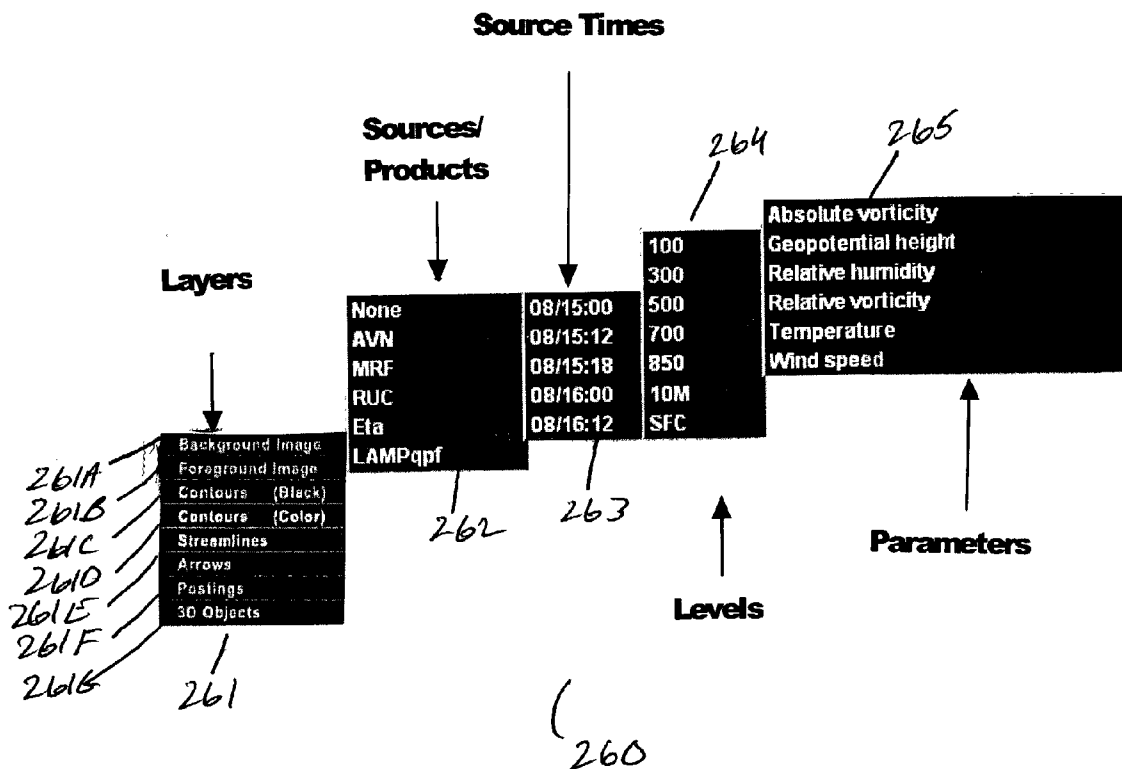 Source Times
Sources/
Products
264
265
Layers
Absolute vorticity
Geopotential height
Relative humidity
Relative vorticity
Temperature
Wind speed
100
300
500
700
850
10M
SFC
None
AVN
MRF
RUC
Eta
LAMPqpf
08/15:00
08/15:12
08/15:18
08/16:00
08/16:12
Background Image
Foreground Image
Contours (Black)
Contours (Color)
Streamlines
Arrows
Postings
3D Objects
261A
261B
261C
261D
261E
261F
261G
262
263
Parameters
Levels
261
260